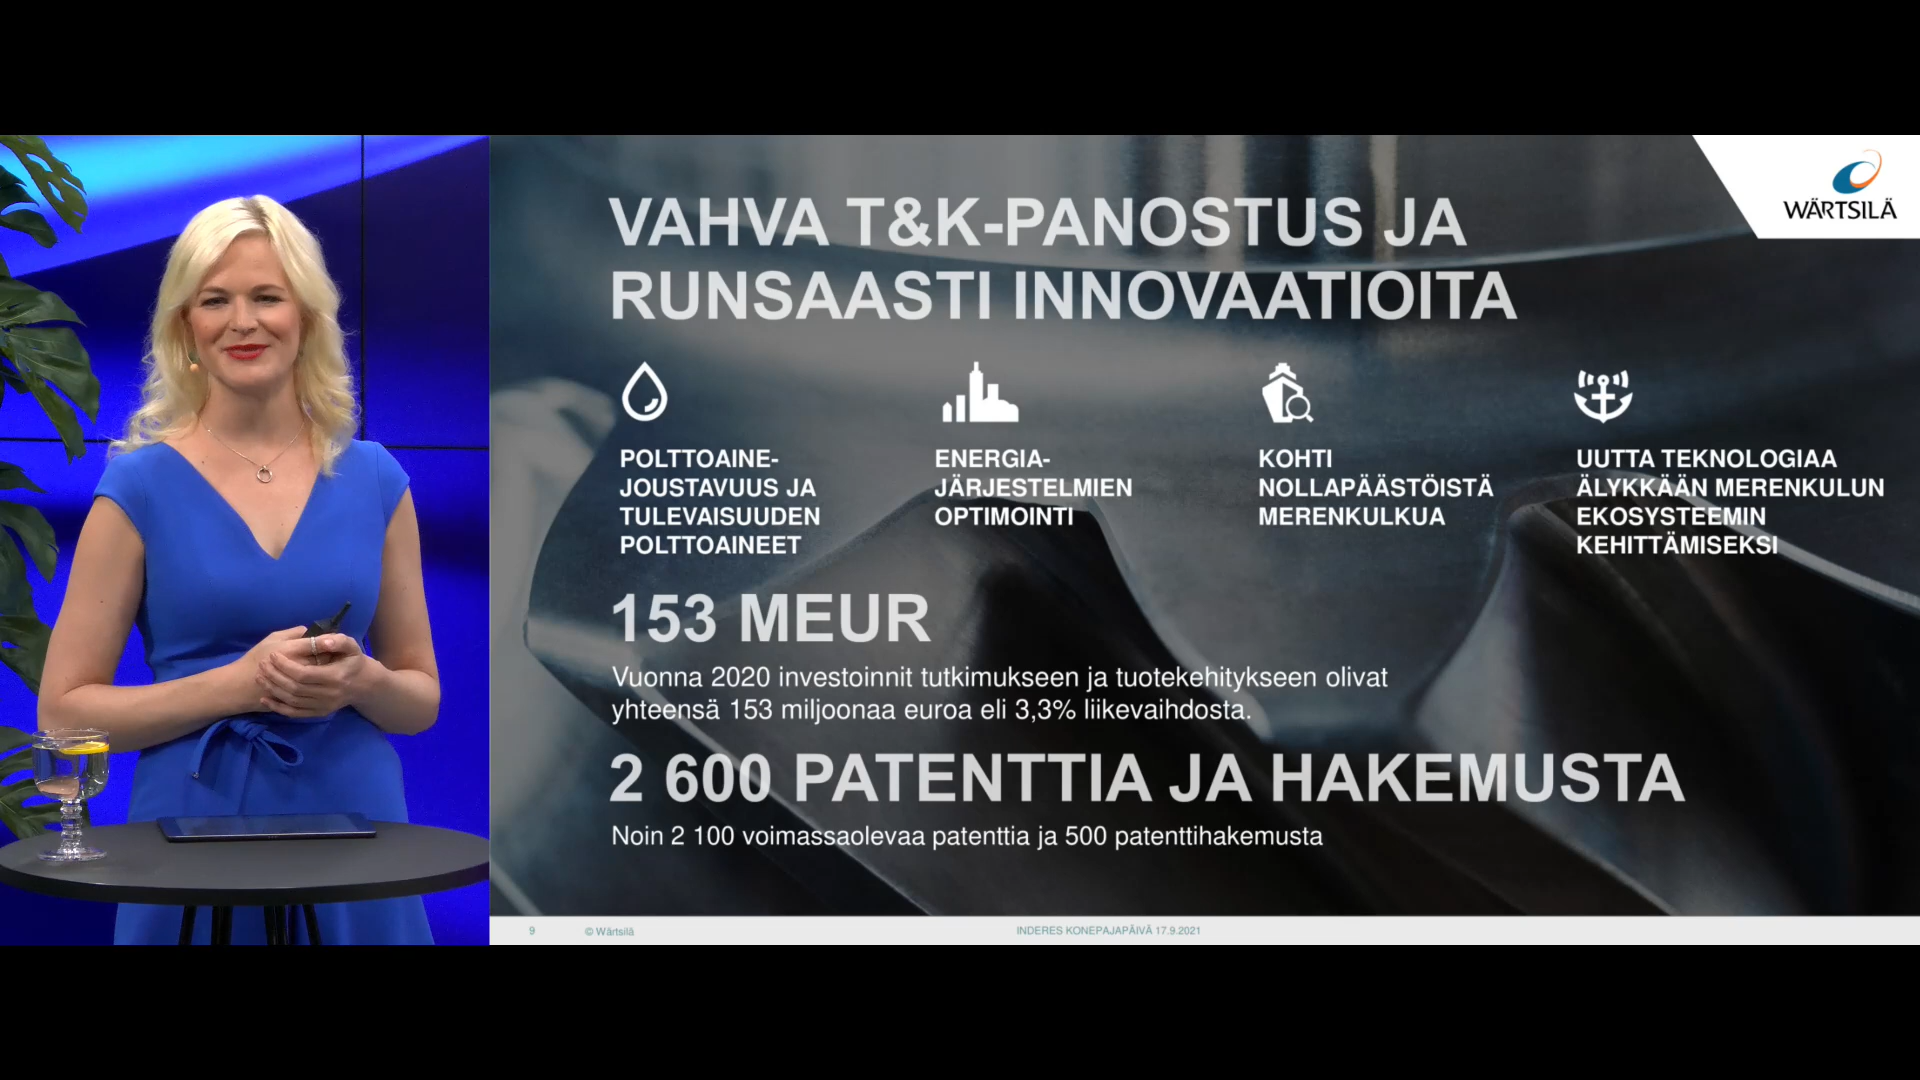 WÄRTSILÄ
VAHVA T&K-PANOSTUS JA
RUNSAASTI INNOVAATIOITA
POLTTOAINE-
JOUSTAVUUS JA
TULEVAISUUDEN
POLTTOAINEET
ENERGIA-
JÄRJESTELMIEN
OPTIMOINTI
KOHTI
NOLLAPÄÄSTÖISTÄ
MERENKULKUA
UUTTA TEKNOLOGIAA
ÄLYKKÄÄN MERENKULUN
EKOSYSTEEMIN
KEHITTÄMISEKSI
153 MEUR
Vuonna 2020 investoinnit tutkimukseen ja tuotekehitykseen olivat
yhteensä 153 miljoonaa euroa eli 3,3% liikevaihdosta.
2 600 PATENTTIA JA HAKEMUSTA
Noin 2 100 voimassaolevaa patenttia ja 500 patenttihakemusta
9 © Wärtsilä INDERES KONEPAJAPÄIVÄ 17.9.2021